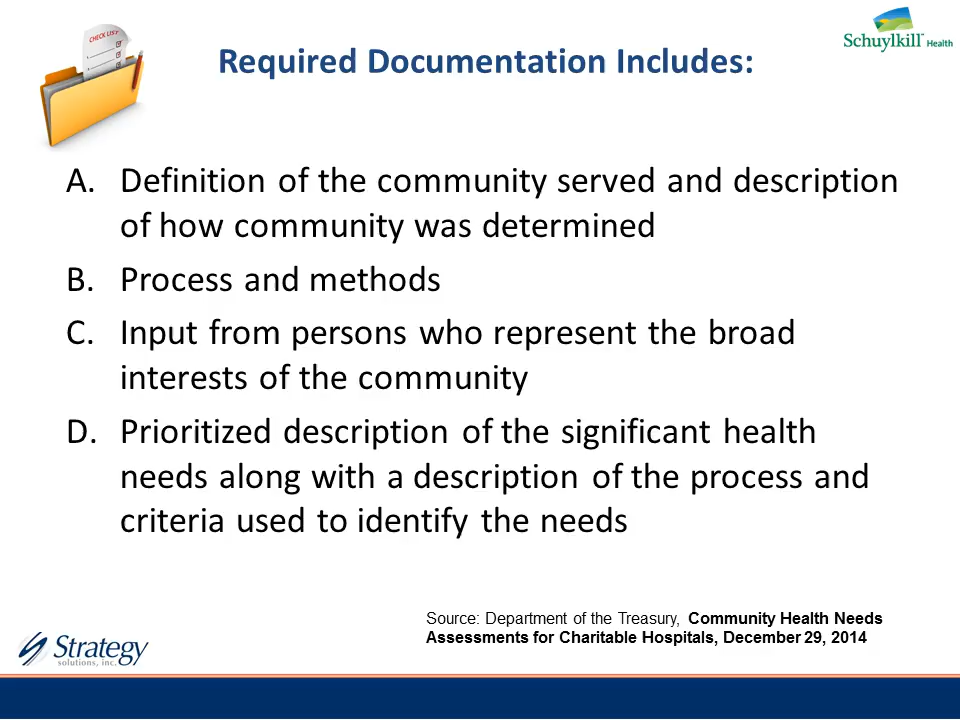 CHECK LIST
Schuylkill Health
Required Documentation Includes:
A. Definition of the community served and description
of how community was determined
B. Process and methods
C. Input from persons who represent the broad
interests of the community
D. Prioritized description of the significant health
needs along with a description of the process and
criteria used to identify the needs
Source: Department of the Treasury, Community Health Needs
Assessments for Charitable Hospitals, December 29, 2014
Strategy
solutions, inc.